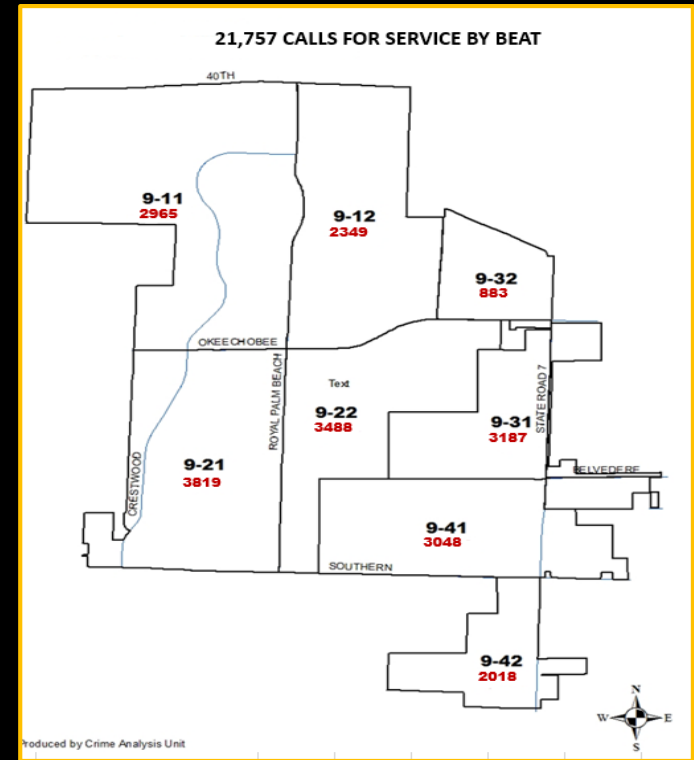 21,757 CALLS FOR SERVICE BY BEAT
40TH
9-11
2965
9-12
2349
9-32
883
OKEECHOBEE
ROYAL PALM BEACH
Text
9-22
3488
STATE ROAD 7
9-31
3187
CRESTWOOD
9-21
3819
BELVEDERE
9-41
3048
SOUTHERN
9-42
2018
N
W
E
S
Produced by Crime Analysis Unit